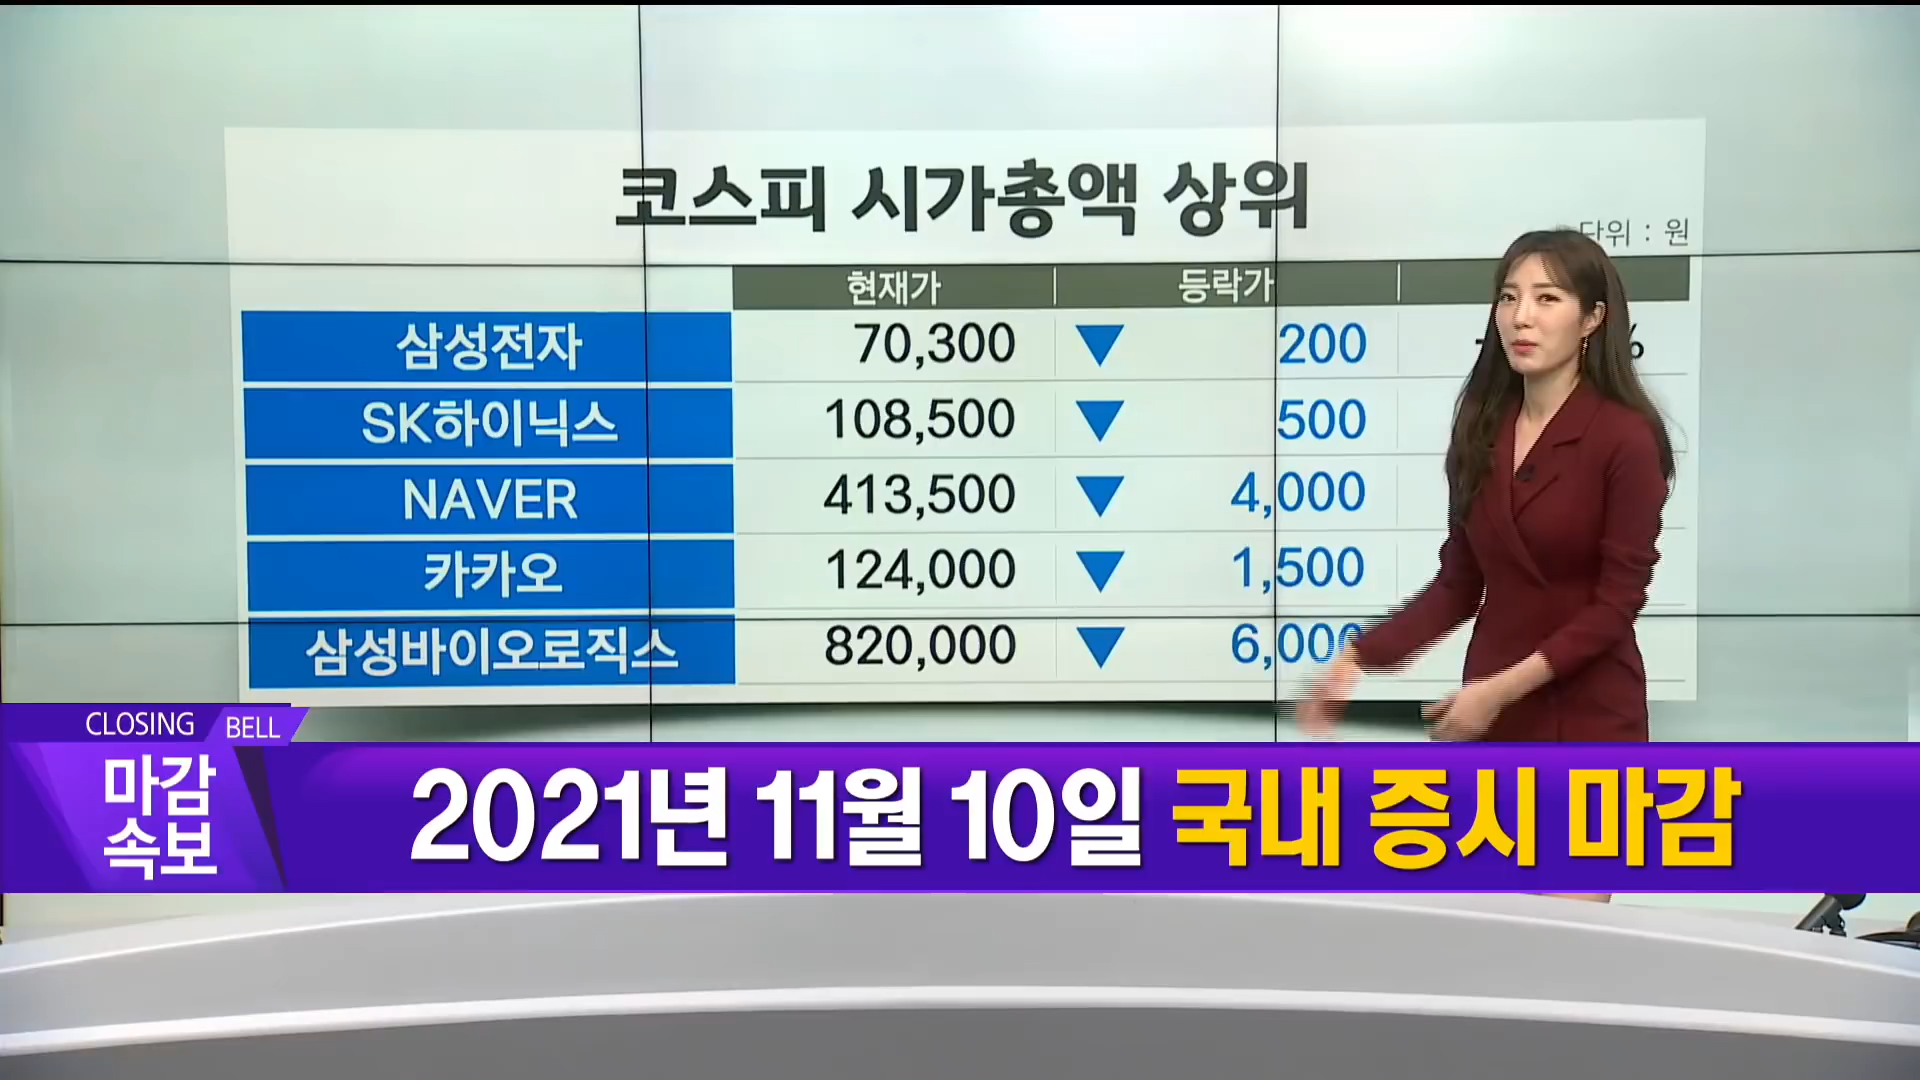 코스피 시가총액 상위
단위 : 원
현재가 등락가
삼성전자 70,300 ▼ 200 %
SK하이닉스 108,500 ▼ 500
NAVER 413,500 ▼ 4,000
카카오 124,000 ▼ 1,500
삼성바이오로직스 820,000 ▼ 6,000
CLOSING BELL
마감
속보
2021년 11월 10일 국내 증시 마감